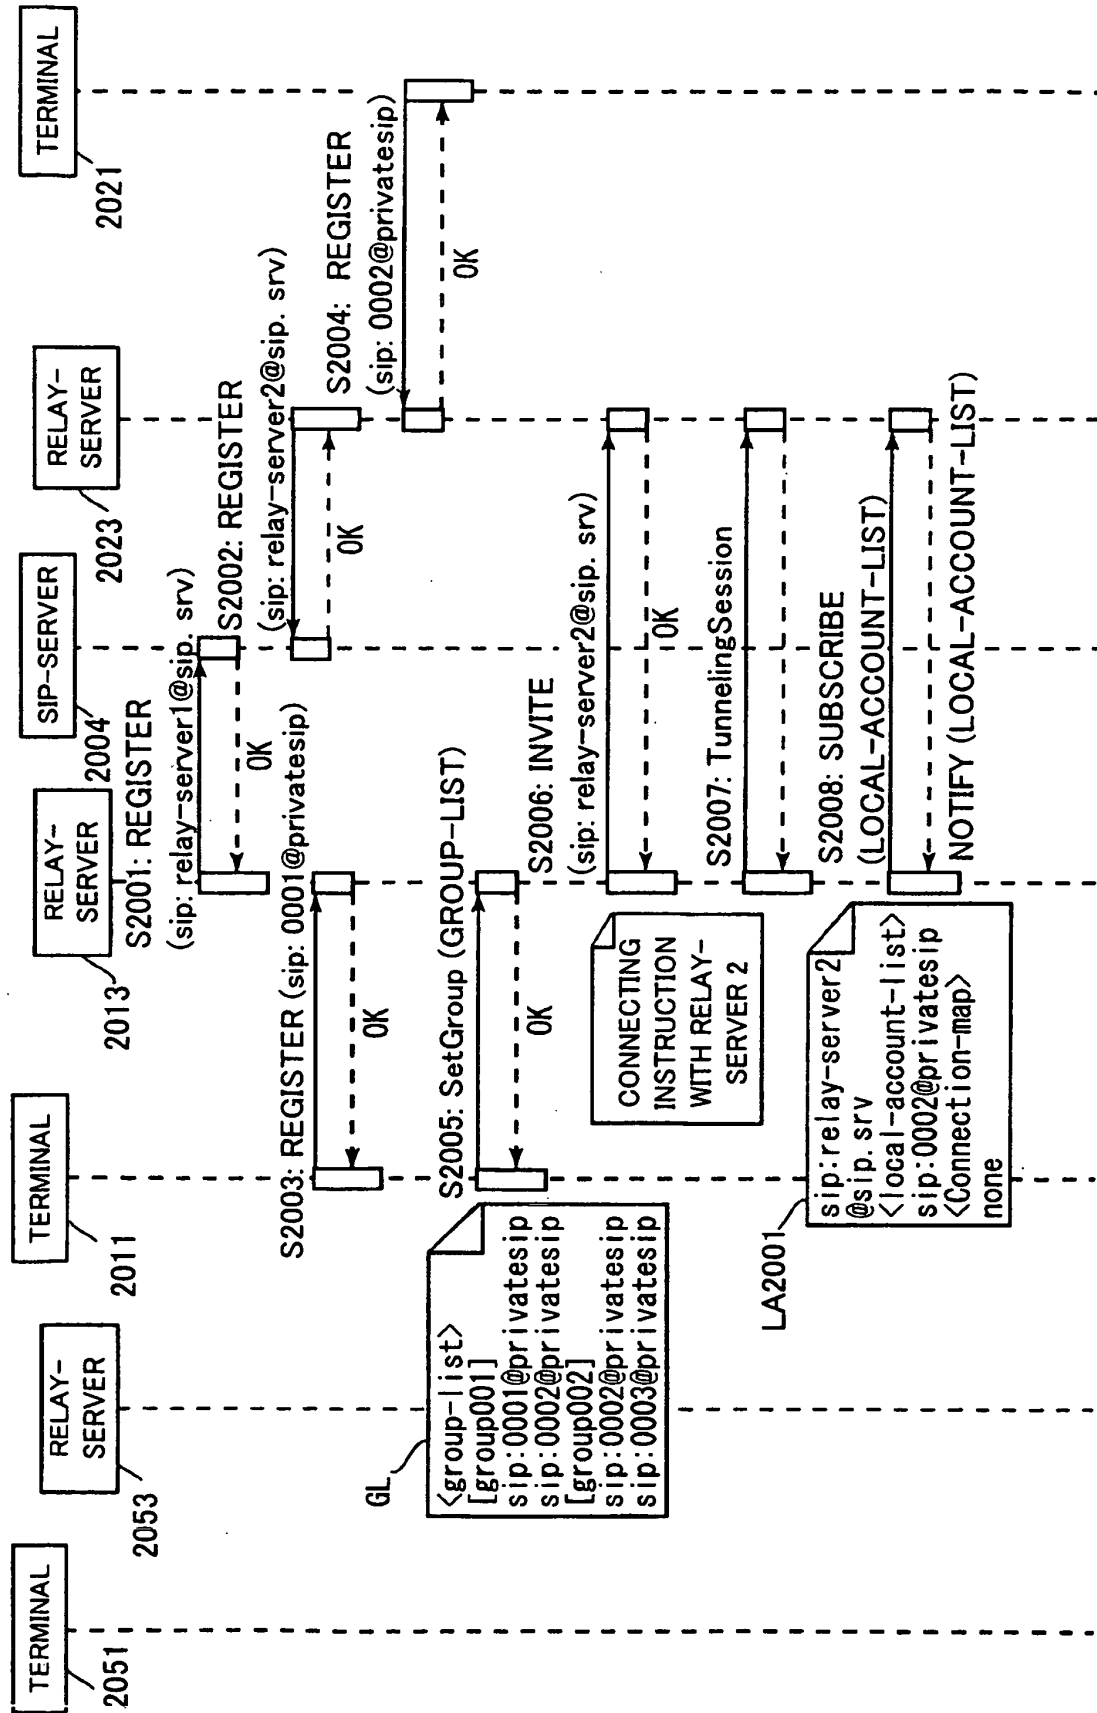 TERMINAL
2051
RELAY-
SERVER
2053
TERMINAL
2011
RELAY-
SERVER
2013
SIP-SERVER
2004
RELAY-
SERVER
2023
TERMINAL
2021
S2001: REGISTER
(sip: relay-server1@sip. srv)
OK
S2002: REGISTER
(sip: relay-server2@sip. srv)
OK
S2003: REGISTER (sip: 0001@privatesip)
OK
S2004: REGISTER
(sip: 0002@privatesip)
OK
GL
<group-list>
[group001]
sip:0001@privatesip
sip:0002@privatesip
[group002]
sip:0002@privatesip
sip:0003@privatesip
S2005: SetGroup (GROUP-LIST)
OK
CONNECTING
INSTRUCTION
WITH RELAY-
SERVER 2
S2006: INVITE
(sip: relay-server2@sip. srv)
OK
S2007: TunnelingSession
LA2001
sip:relay-server2
@sip.srv
<local-account-list>
sip:0002@privatesip
<Connection-map>
none
S2008: SUBSCRIBE
(LOCAL-ACCOUNT-LIST)
NOTIFY (LOCAL-ACCOUNT-LIST)